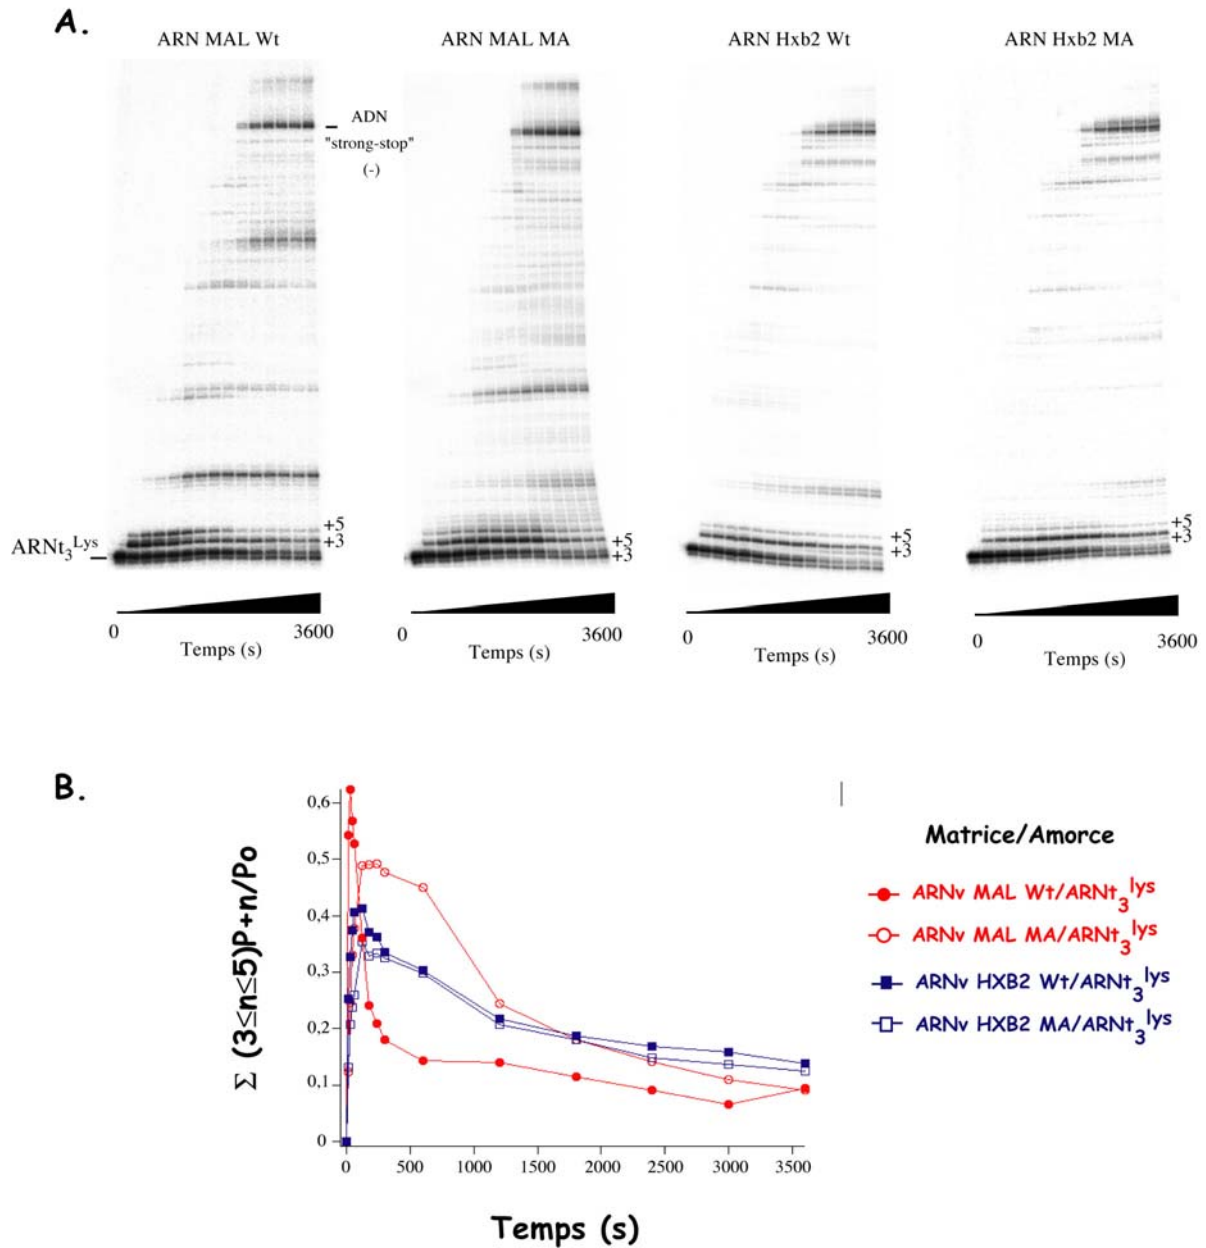 A.
ARN MAL Wt
ARN MAL MA
ARN Hxb2 Wt
ARN Hxb2 MA
ADN
"strong-stop"
(-)
ARNt3Lys
+5
+3
+5
+3
+5
+3
+5
+3
0
3600
Temps (s)
0
3600
Temps (s)
0
3600
Temps (s)
0
3600
Temps (s)
B.
Σ (3≤n≤5)P+n/Po
0,6
0,5
0,4
0,3
0,2
0,1
0
0
500
1000
1500
2000
2500
3000
3500
Temps (s)
Matrice/Amorce
ARNv MAL Wt/ARNt3lys
ARNv MAL MA/ARNt3lys
ARNv HXB2 Wt/ARNt3lys
ARNv HXB2 MA/ARNt3lys